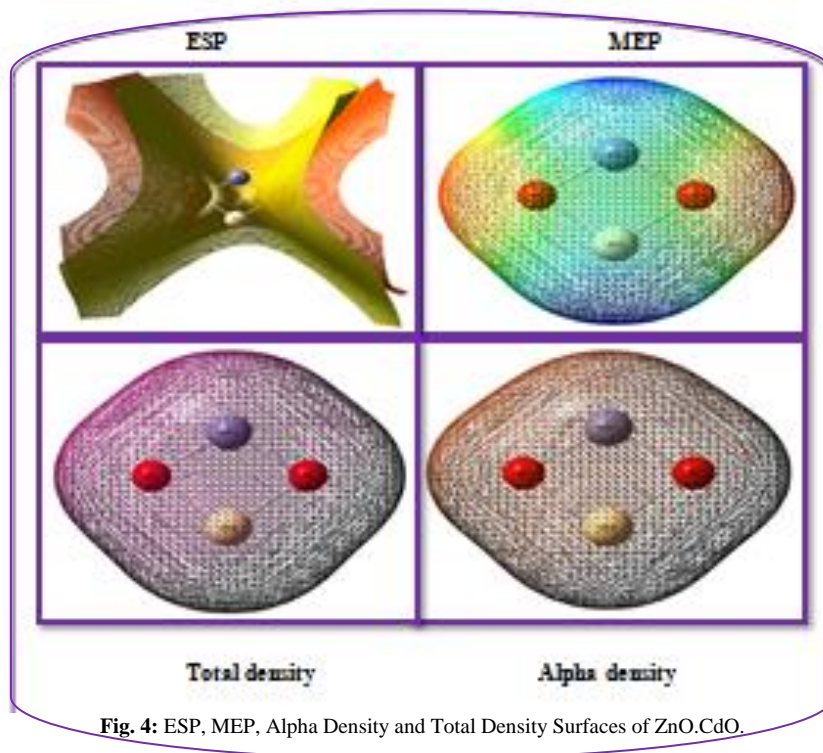 ESP MEP
Total density Alpha density
Fig. 4: ESP, MEP, Alpha Density and Total Density Surfaces of ZnO.CdO.